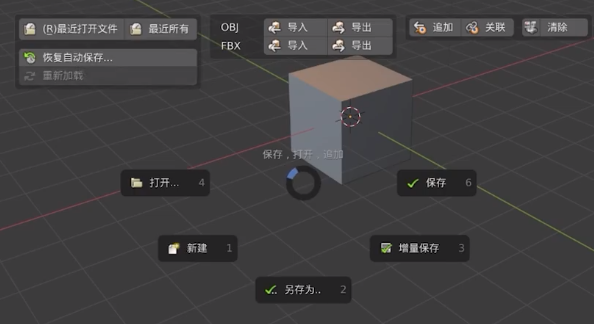 (R)最近打开文件 最近所有
恢复自动保存...
重新加载
OBJ 导入 导出
FBX 导入 导出
追加 关联 清除
保存，打开，追加
打开... 4
保存 6
新建 1
增量保存 3
另存为.. 2